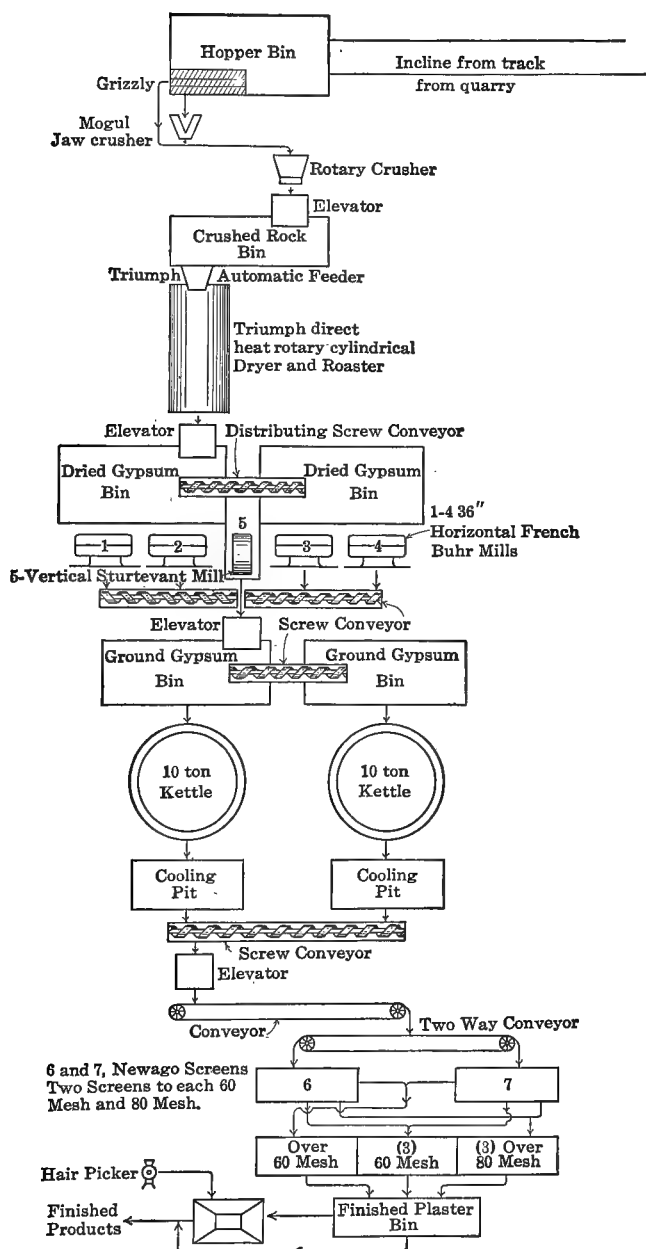 Hopper Bin
Incline from track
from quarry
Grizzly
Mogul
Jaw crusher
Rotary Crusher
Elevator
Crushed Rock
Bin
Triumph
Automatic Feeder
Triumph direct
heat rotary cylindrical
Dryer and Roaster
Elevator
Distributing Screw Conveyor
Dried Gypsum
Bin
Dried Gypsum
Bin
1-4 36"
Horizontal French
Buhr Mills
1
2
5
3
4
5-Vertical Sturtevant Mill
Elevator
Screw Conveyor
Ground Gypsum
Bin
Ground Gypsum
Bin
10 ton
Kettle
10 ton
Kettle
Cooling
Pit
Cooling
Pit
Screw Conveyor
Elevator
Conveyor
Two Way Conveyor
6 and 7, Newago Screens
Two Screens to each 60
Mesh and 80 Mesh.
6
7
Over
60 Mesh
(3)
60 Mesh
(3) Over
80 Mesh
Hair Picker
Finished
Products
Finished Plaster
Bin